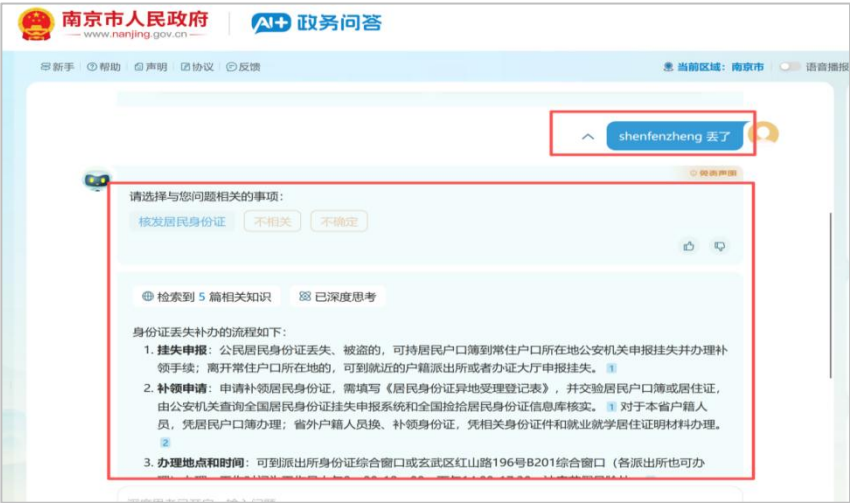 南京市人民政府
www.nanjing.gov.cn
AI+ 政务问答
新手 帮助 声明 协议 反馈
当前区域：南京市 语音播报
shenfenzheng 丢了
免责声明
请选择与您问题相关的事项：
核发居民身份证 不相关 不确定
检索到 5 篇相关知识 已深度思考
身份证丢失补办的流程如下：
1. 挂失申报：公民居民身份证丢失、被盗的，可持居民户口簿到常住户口所在地公安机关申报挂失并办理补
领手续；离开常住户口所在地的，可到就近的户籍派出所或者办证大厅申报挂失。 1
2. 补领申请：申请补领居民身份证，需填写《居民身份证异地受理登记表》，并交验居民户口簿或居住证，
由公安机关查询全国居民身份证挂失申报系统和全国捡拾居民身份证信息库核实。 1 对于本省户籍人
员，凭居民户口簿办理；省外户籍人员换、补领身份证，凭相关身份证件和就业就学居住证明材料办理。
2
3. 办理地点和时间：可到派出所身份证综合窗口或玄武区红山路196号B201综合窗口（各派出所也可办